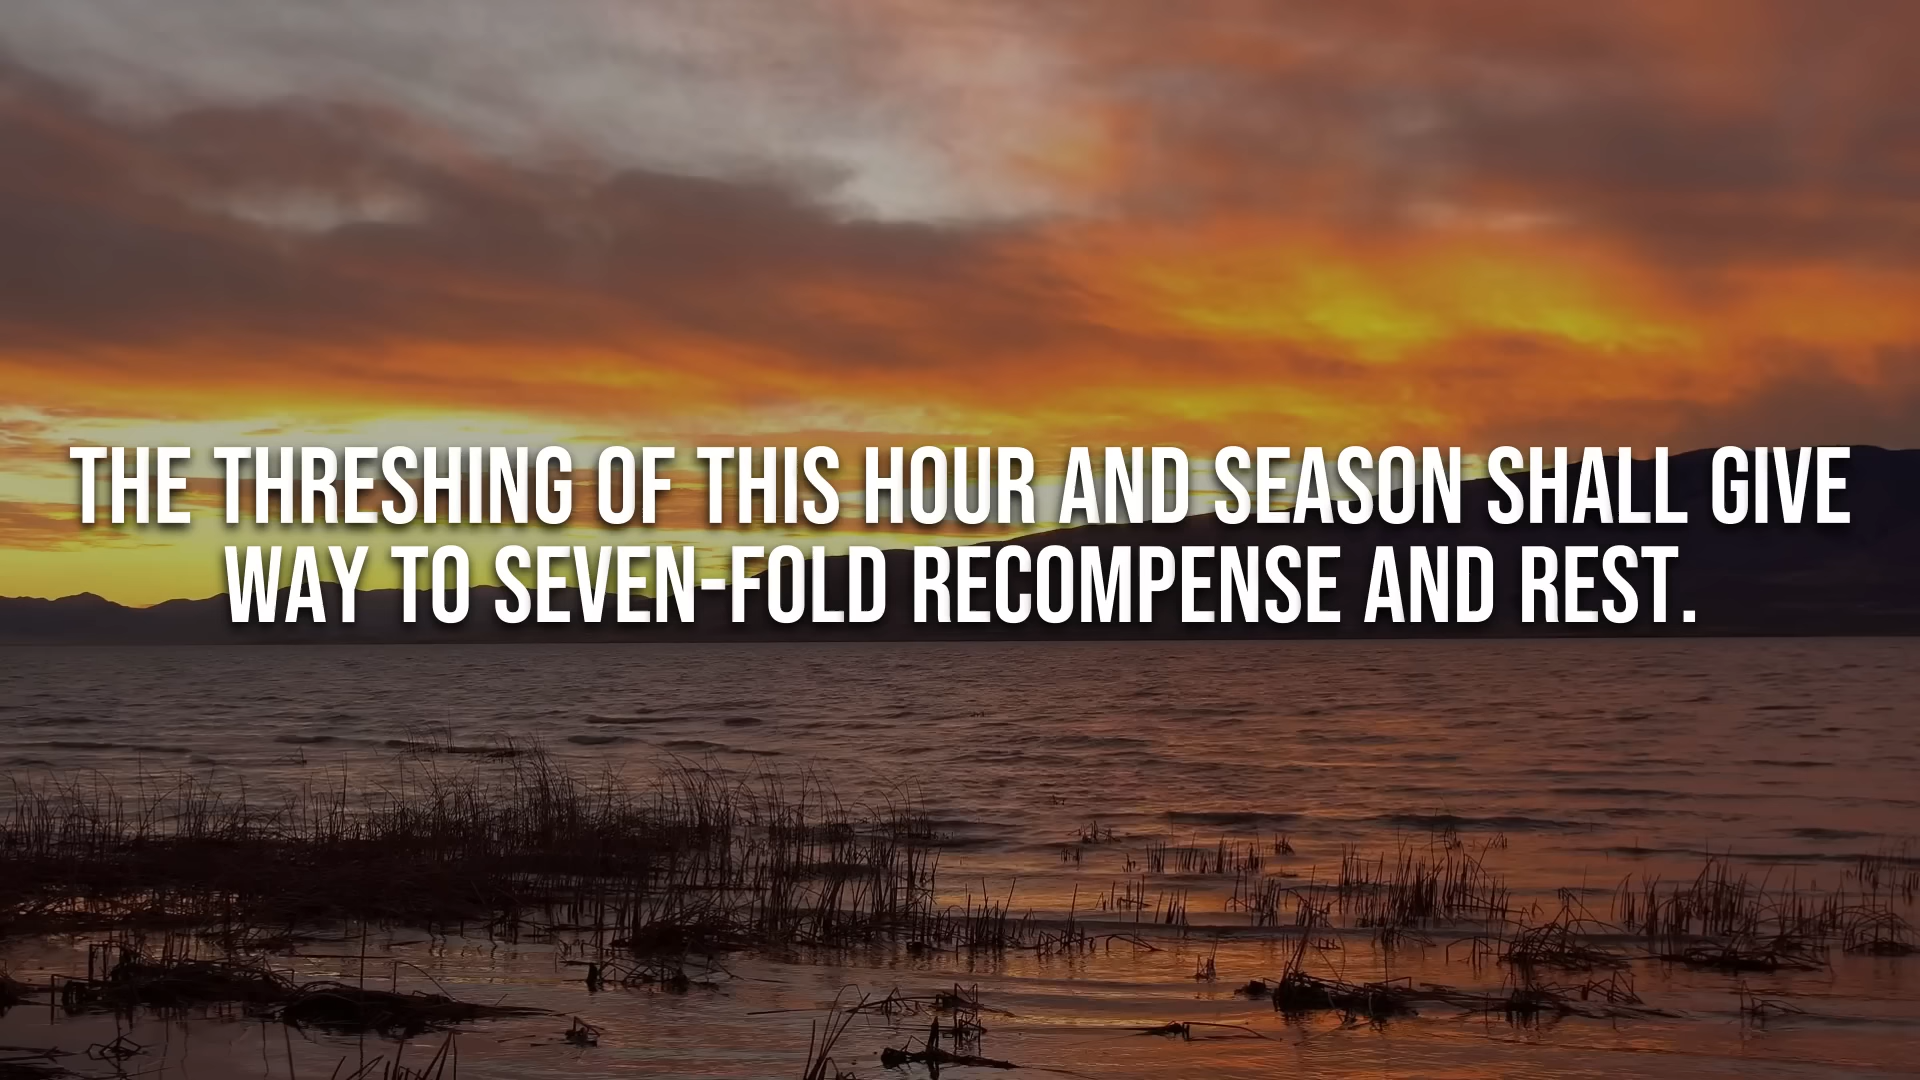 THE THRESHING OF THIS HOUR AND SEASON SHALL GIVE
WAY TO SEVEN-FOLD RECOMPENSE AND REST.